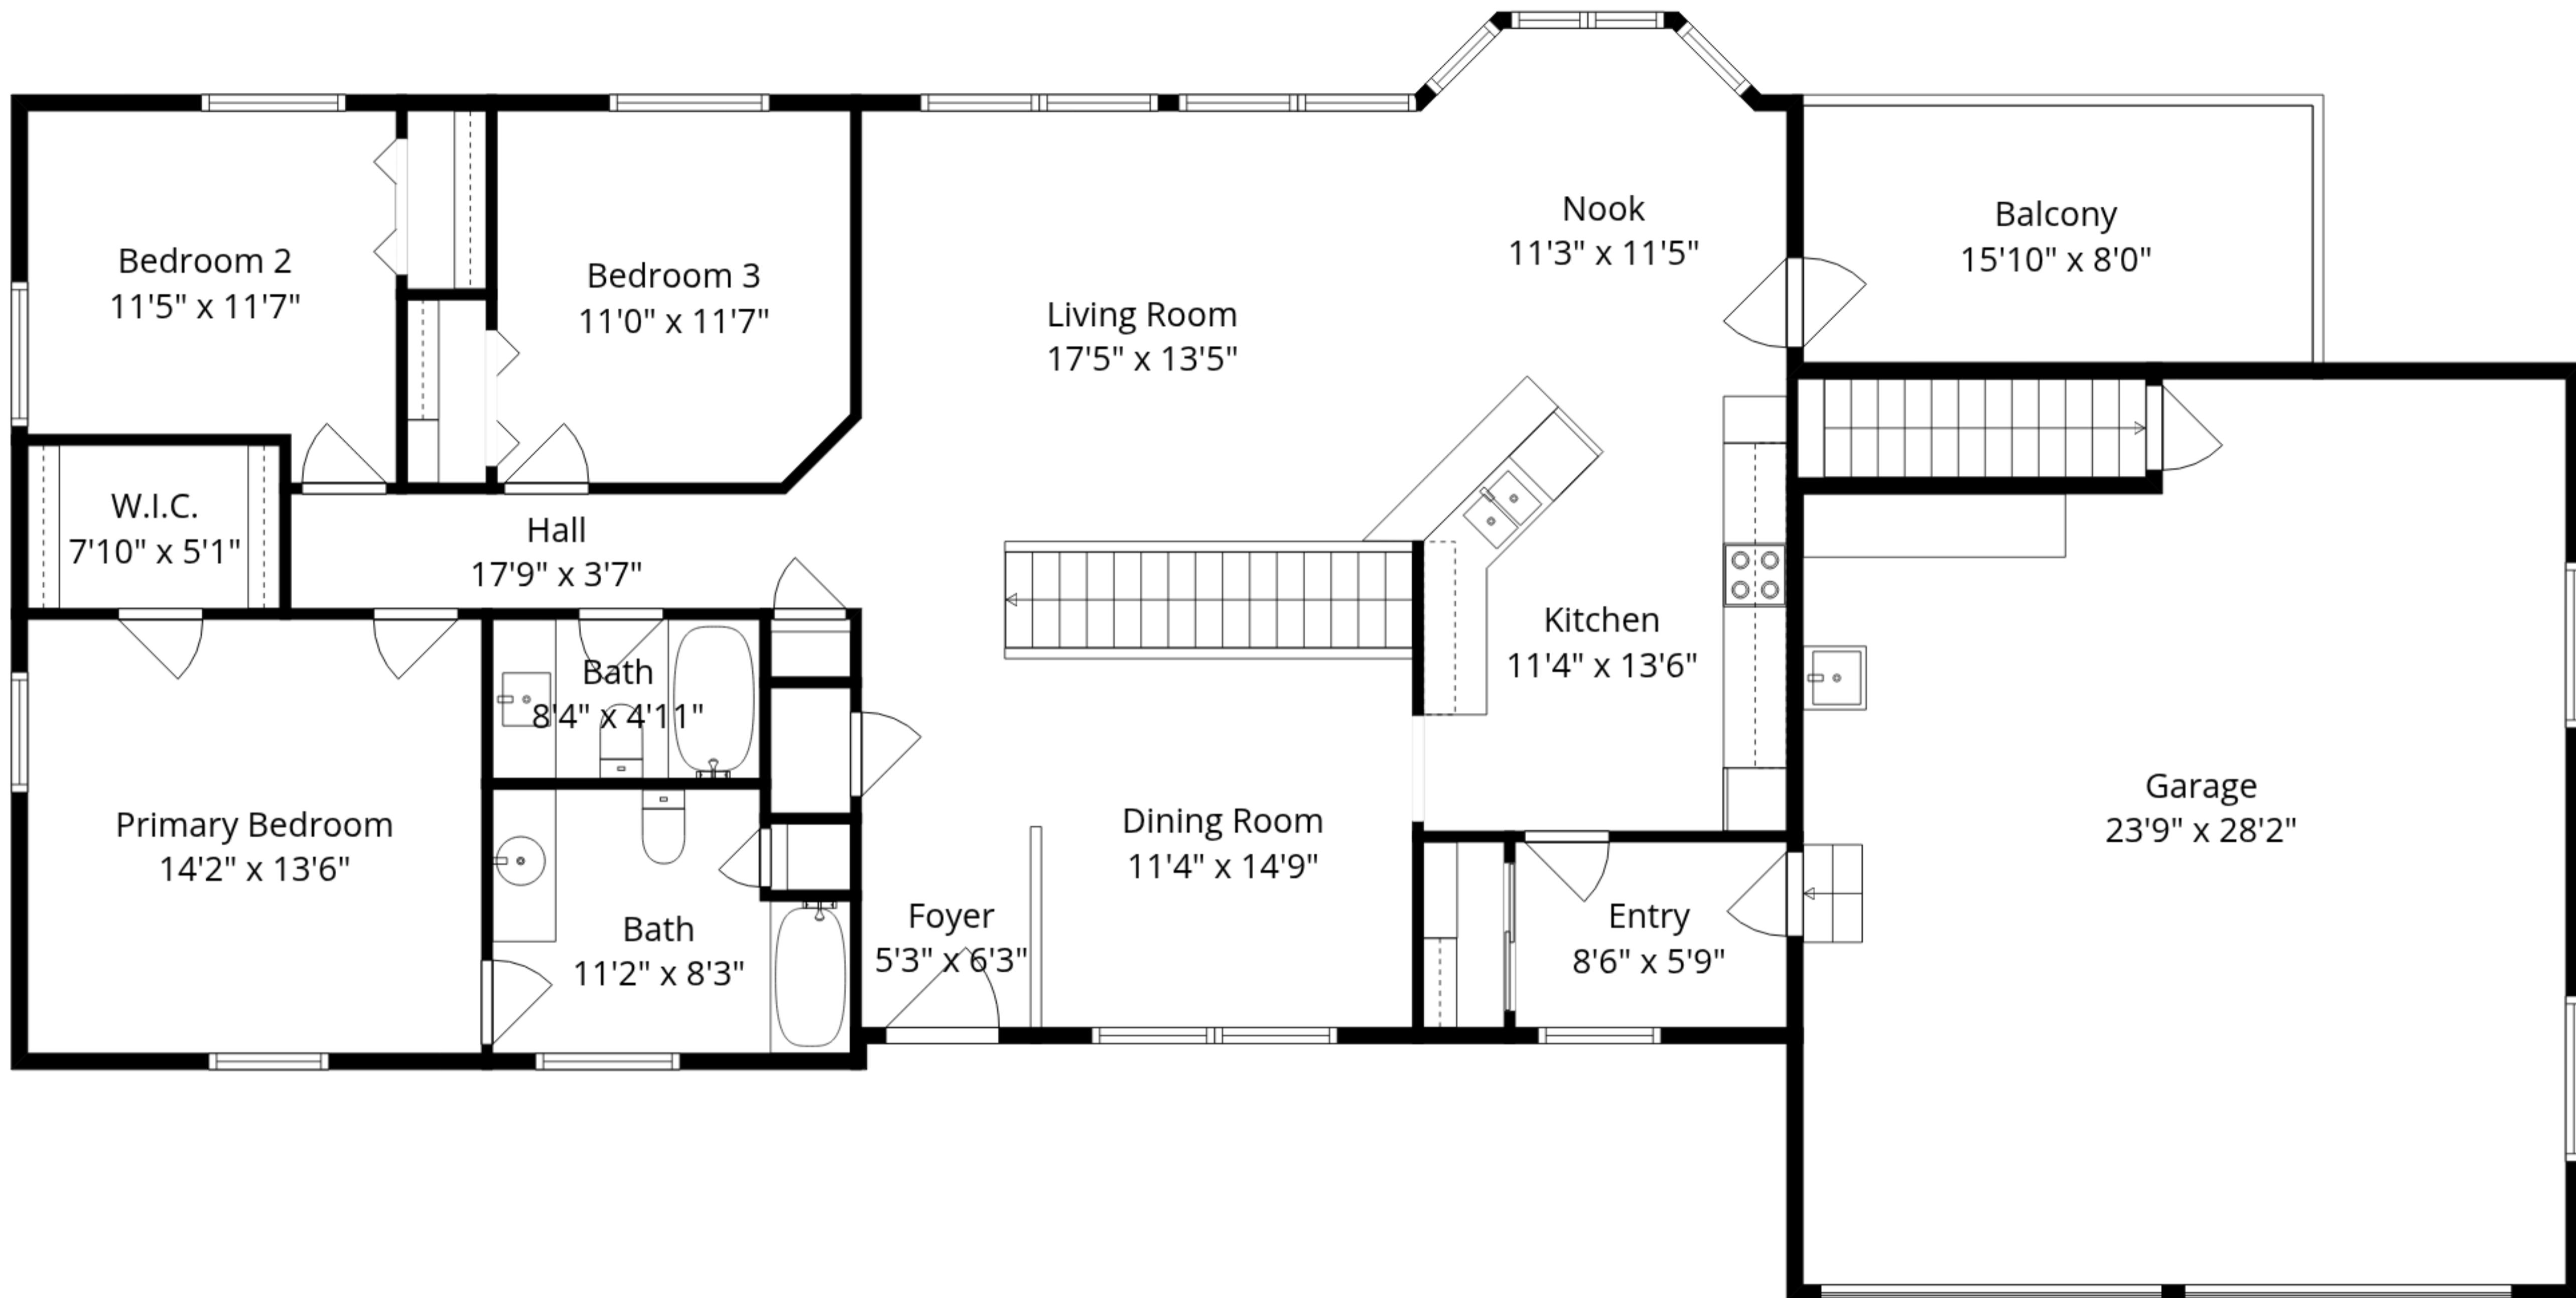 Nook
11'3" x 11'5"
Balcony
15'10" x 8'0"
Bedroom 2
11'5" x 11'7"
Bedroom 3
11'0" x 11'7"
Living Room
17'5" x 13'5"
W.I.C.
7'10" x 5'1"
Hall
17'9" x 3'7"
Kitchen
11'4" x 13'6"
Bath
8'4" x 4'11"
Garage
23'9" x 28'2"
Primary Bedroom
14'2" x 13'6"
Dining Room
11'4" x 14'9"
Bath
11'2" x 8'3"
Foyer
5'3" x 6'3"
Entry
8'6" x 5'9"